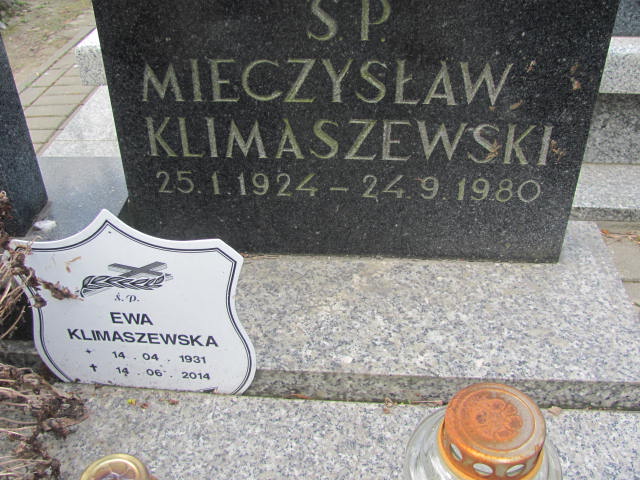 Ś.P.
MIECZYSŁAW
KLIMASZEWSKI
25.1.1924 - 24.9.1980
ś. p.
EWA
KLIMASZEWSKA
+ 14 . 04 . 1931
✝ 14 . 06 . 2014